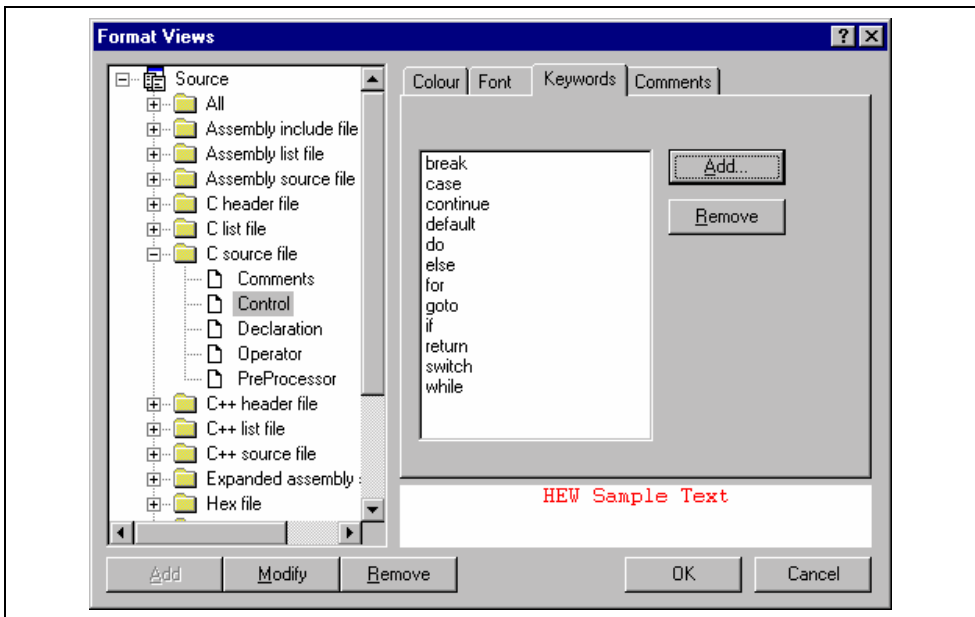 Format Views
Source
All
Assembly include file
Assembly list file
Assembly source file
C header file
C list file
C source file
Comments
Control
Declaration
Operator
PreProcessor
C++ header file
C++ list file
C++ source file
Expanded assembly
Hex file
Colour Font Keywords Comments
break
case
continue
default
do
else
for
goto
if
return
switch
while
Add...
Remove
HEW Sample Text
Add Modify Remove OK Cancel